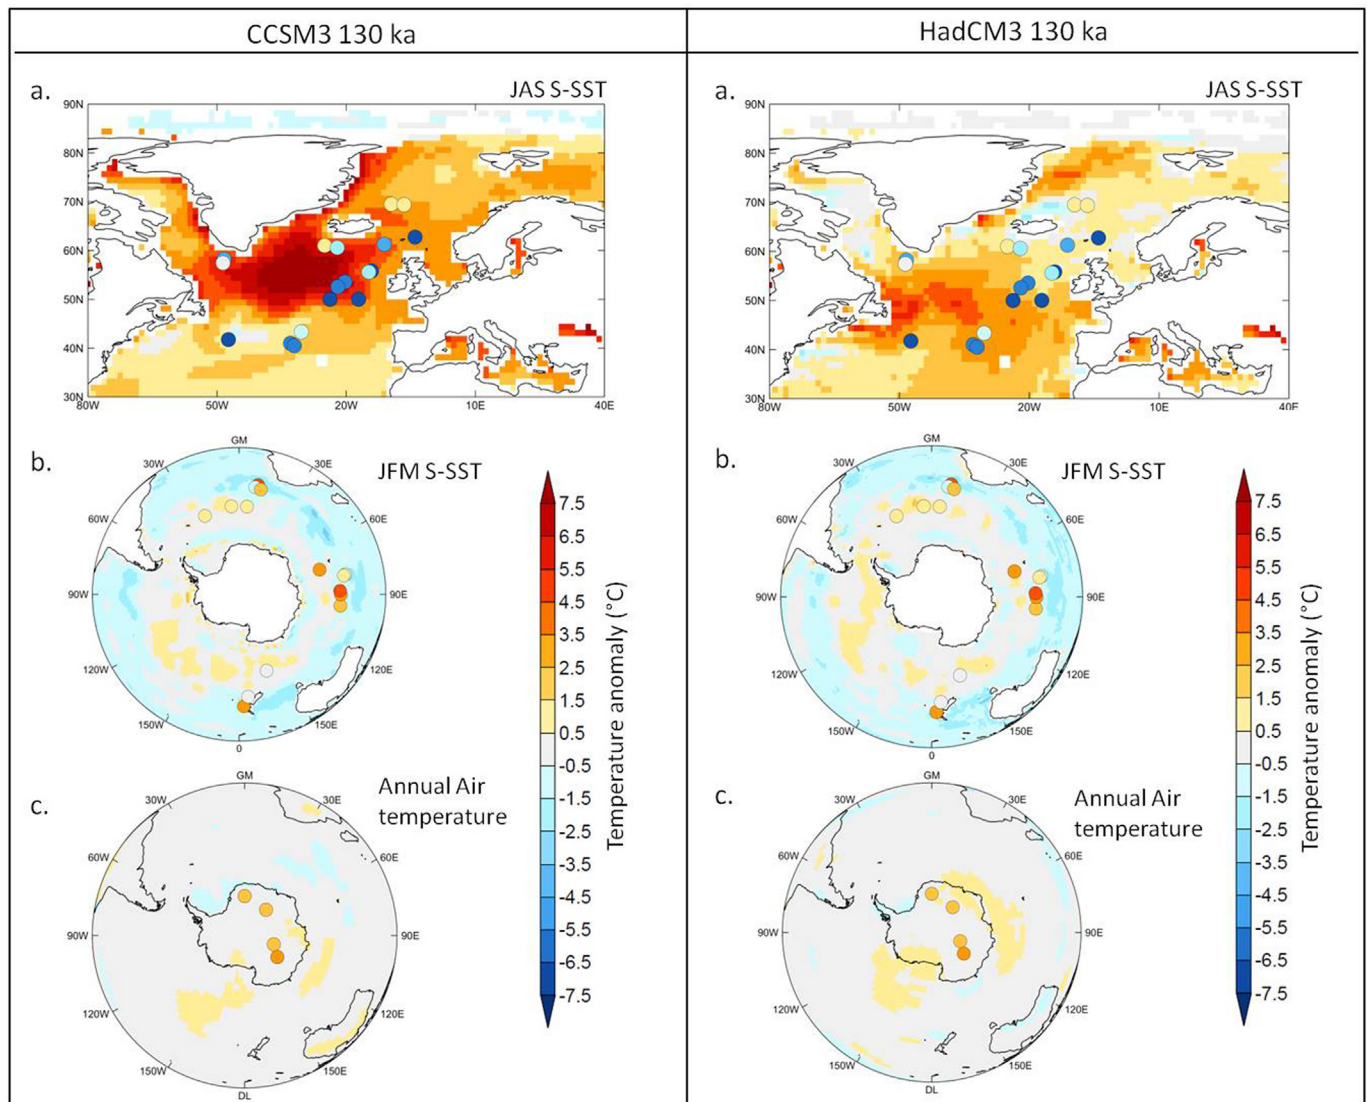 CCSM3 130 ka
HadCM3 130 ka
a.
JAS S-SST
90N
80N
70N
60N
50N
40N
30N
80W
50W
20W
10E
40E
a.
JAS S-SST
90N
80N
70N
60N
50N
40N
30N
80W
50W
20W
10E
40E
b.
JFM S-SST
GM
30W
30E
60W
60E
90W
90E
120W
120E
150W
150E
0
b.
JFM S-SST
GM
30W
30E
60W
60E
90W
90E
120W
120E
150W
150E
0
c.
Annual Air
temperature
GM
30W
30E
60W
60E
90W
90E
120W
120E
150W
150E
DL
c.
Annual Air
temperature
GM
30W
30E
60W
60E
90W
90E
120W
120E
150W
150E
DL
7.5
6.5
5.5
4.5
3.5
2.5
1.5
0.5
-0.5
-1.5
-2.5
-3.5
-4.5
-5.5
-6.5
-7.5
Temperature anomaly (°C)
7.5
6.5
5.5
4.5
3.5
2.5
1.5
0.5
-0.5
-1.5
-2.5
-3.5
-4.5
-5.5
-6.5
-7.5
Temperature anomaly (°C)